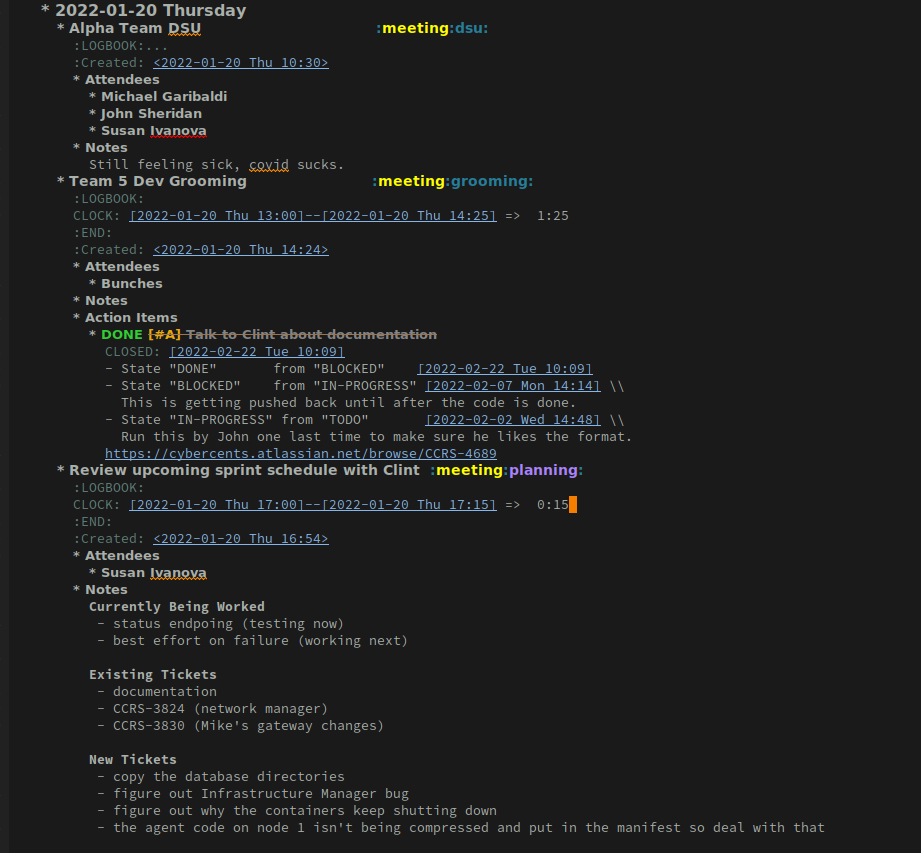 * 2022-01-20 Thursday
* Alpha Team DSU :meeting:dsu:
:LOGBOOK:...
:Created: <2022-01-20 Thu 10:30>
* Attendees
* Michael Garibaldi
* John Sheridan
* Susan Ivanova
* Notes
Still feeling sick, covid sucks.
* Team 5 Dev Grooming :meeting:grooming:
:LOGBOOK:
CLOCK: [2022-01-20 Thu 13:00]--[2022-01-20 Thu 14:25] => 1:25
:END:
:Created: <2022-01-20 Thu 14:24>
* Attendees
* Bunches
* Notes
* Action Items
* DONE [#A] Talk to Clint about documentation
CLOSED: [2022-02-22 Tue 10:09]
- State "DONE" from "BLOCKED" [2022-02-22 Tue 10:09]
- State "BLOCKED" from "IN-PROGRESS" [2022-02-07 Mon 14:14] \\
This is getting pushed back until after the code is done.
- State "IN-PROGRESS" from "TODO" [2022-02-02 Wed 14:48] \\
Run this by John one last time to make sure he likes the format.
https://cybercents.atlassian.net/browse/CCRS-4689
* Review upcoming sprint schedule with Clint :meeting:planning:
:LOGBOOK:
CLOCK: [2022-01-20 Thu 17:00]--[2022-01-20 Thu 17:15] => 0:15
:END:
:Created: <2022-01-20 Thu 16:54>
* Attendees
* Susan Ivanova
* Notes
Currently Being Worked
- status endpoing (testing now)
- best effort on failure (working next)
Existing Tickets
- documentation
- CCRS-3824 (network manager)
- CCRS-3830 (Mike's gateway changes)
New Tickets
- copy the database directories
- figure out Infrastructure Manager bug
- figure out why the containers keep shutting down
- the agent code on node 1 isn't being compressed and put in the manifest so deal with that